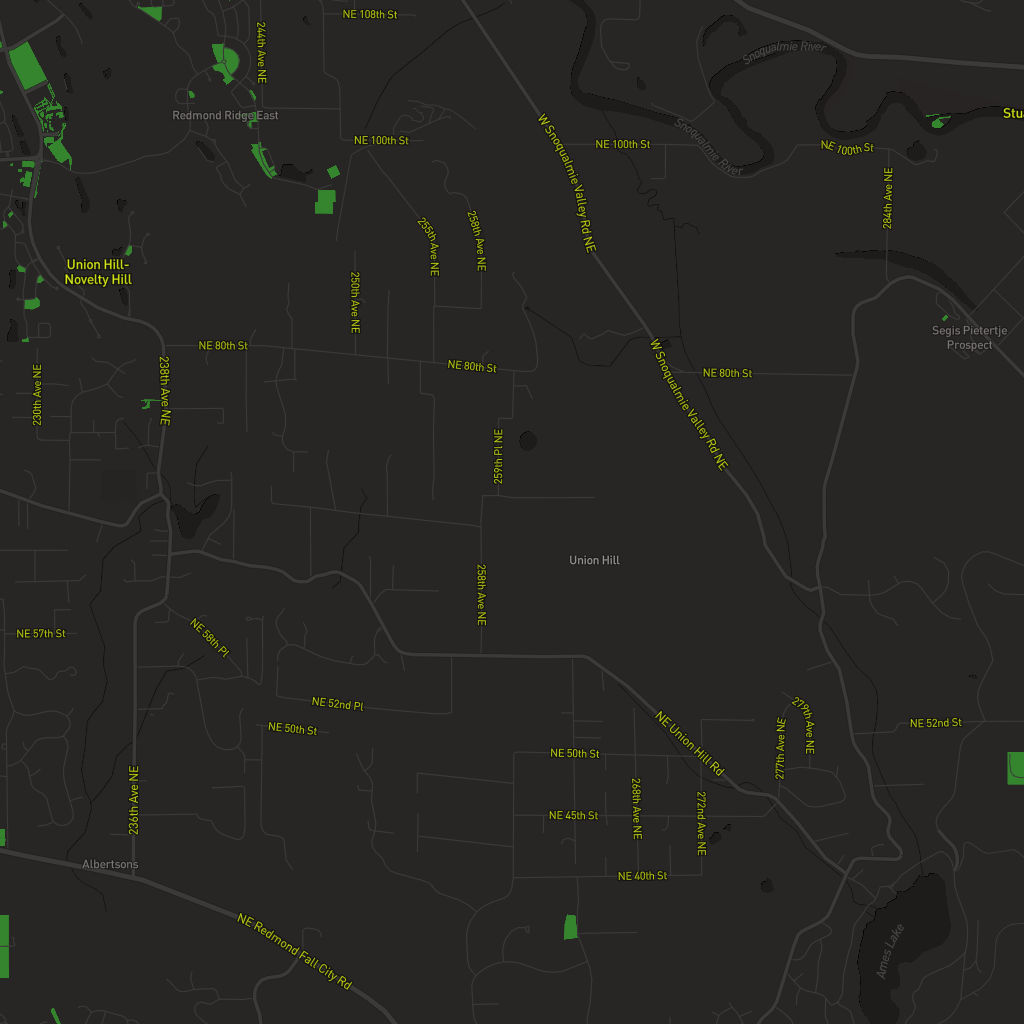 NE 108th St
244th Ave NE
Snoqualmie River
Redmond Ridge East
W Snoqualmie Valley Rd NE
Snoqualmie River
Stua
NE 100th St
NE 100th St
NE 100th St
284th Ave NE
255th Ave NE
258th Ave NE
Union Hill-
Novelty Hill
250th Ave NE
Segis Pietertje
Prospect
NE 80th St
NE 80th St
W Snoqualmie Valley Rd NE
NE 80th St
230th Ave NE
238th Ave NE
259th Pl NE
Union Hill
258th Ave NE
NE 57th St
NE 58th Pl
NE 52nd Pl
NE 50th St
NE Union Hill Rd
279th Ave NE
277th Ave NE
NE 52nd St
NE 50th St
236th Ave NE
268th Ave NE
272nd Ave NE
NE 45th St
Albertsons
NE 40th St
NE Redmond Fall City Rd
Ames Lake